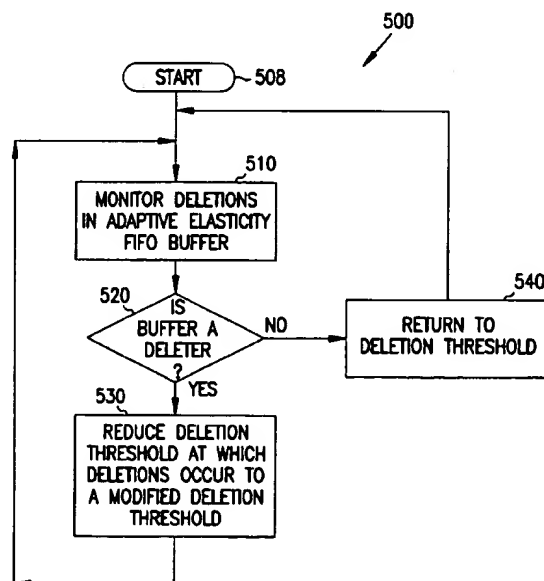 500
START
508
510
MONITOR DELETIONS
IN ADAPTIVE ELASTICITY
FIFO BUFFER
520
IS
BUFFER A
DELETER
?
NO
YES
540
RETURN TO
DELETION THRESHOLD
530
REDUCE DELETION
THRESHOLD AT WHICH
DELETIONS OCCUR TO
A MODIFIED DELETION
THRESHOLD